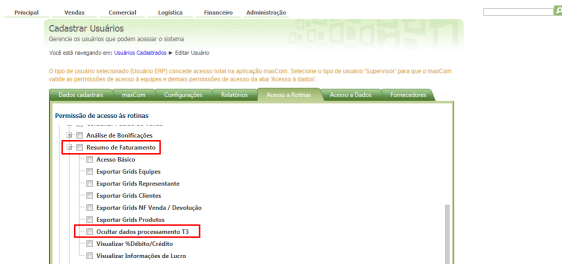 Principal Vendas Comercial Logística Financeiro Administração
Cadastrar Usuários
Gerencie os usuários que podem acessar o sistema
Você está navegando em: Usuários Cadastrados ► Editar Usuário
O tipo de usuário selecionado (Usuário ERP) concede acesso total na aplicação maxCom. Selecione o tipo de usuário 'Supervisor' para que o maxCom
valide as permissões de acesso à equipes e demais permissões de acesso da aba 'Acesso à dados'
Dados cadastrais maxCom Configurações Relatórios Acesso a Rotinas Acesso a Dados Fornecedores
Permissão de acesso às rotinas
Análise de Bonificações
Resumo de Faturamento
Acesso Básico
Exportar Grids Equipes
Exportar Grids Representante
Exportar Grids Clientes
Exportar Grids NF Venda / Devolução
Exportar Grids Produtos
Ocultar dados processamento T3
Visualizar %Débito/Crédito
Visualizar Informações de Lucro